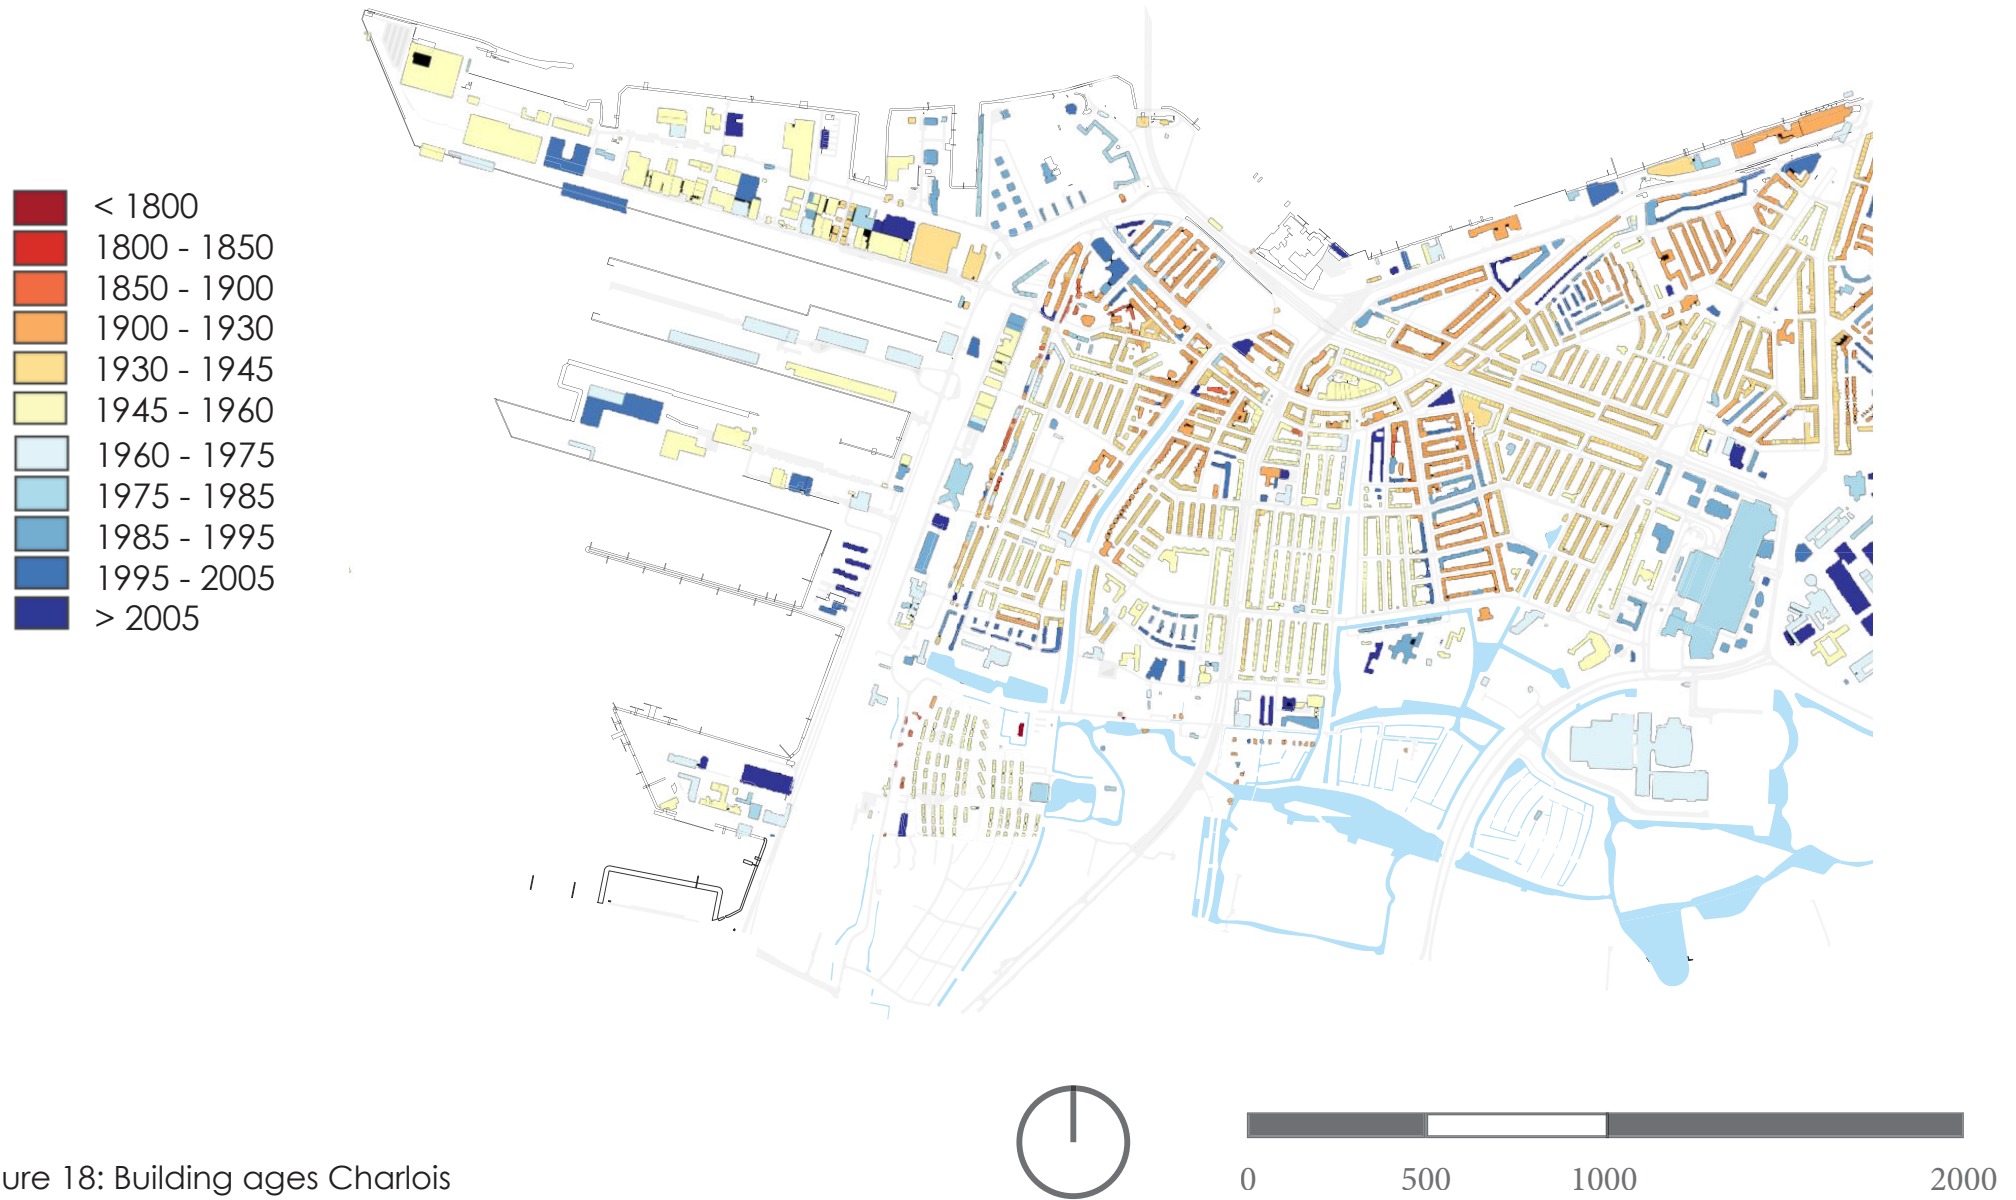 < 1800
1800 - 1850
1850 - 1900
1900 - 1930
1930 - 1945
1945 - 1960
1960 - 1975
1975 - 1985
1985 - 1995
1995 - 2005
> 2005
0 500 1000 2000
ure 18: Building ages Charlois